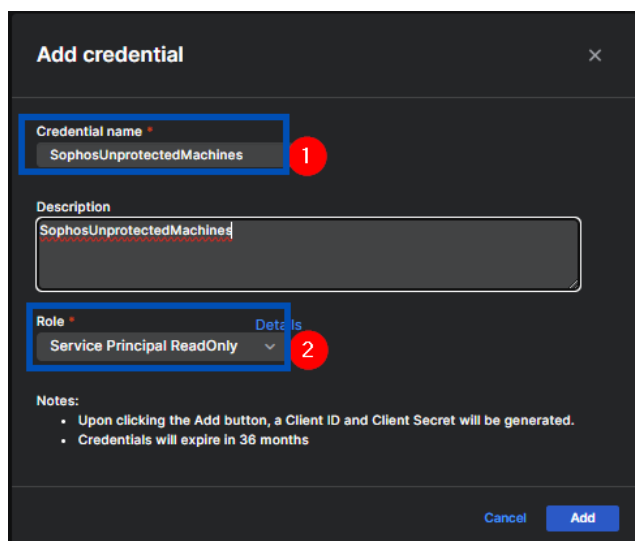 Add credential
Credential name *
SophosUnprotectedMachines
1
Description
SophosUnprotectedMachines
Role *
Details
Service Principal ReadOnly
2
Notes:
• Upon clicking the Add button, a Client ID and Client Secret will be generated.
• Credentials will expire in 36 months
Cancel
Add